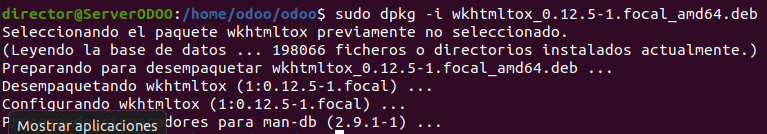 director@ServerODOO:/home/odoo/odoo$ sudo dpkg -i wkhtmltox_0.12.5-1.focal_amd64.deb
Seleccionando el paquete wkhtmltox previamente no seleccionado.
(Leyendo la base de datos ... 198066 ficheros o directorios instalados actualmente.)
Preparando para desempaquetar wkhtmltox_0.12.5-1.focal_amd64.deb ...
Desempaquetando wkhtmltox (1:0.12.5-1.focal) ...
Configurando wkhtmltox (1:0.12.5-1.focal) ...
para man-db (2.9.1-1) ...
Mostrar aplicaciones